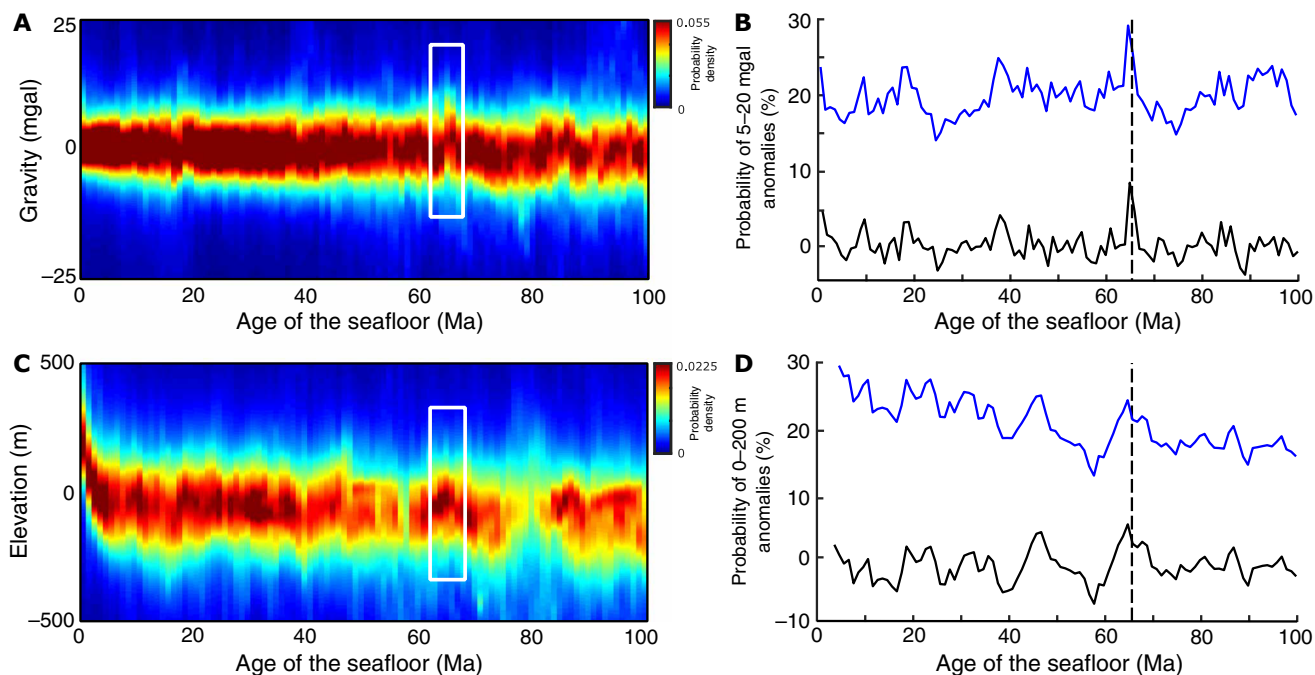 A
25
0
−25
Gravity (mgal)
0 20 40 60 80 100
Age of the seafloor (Ma)
0.055
0
Probability
density
B
30
20
10
0
Probability of 5–20 mgal
anomalies (%)
0 20 40 60 80 100
Age of the seafloor (Ma)
C
500
0
−500
Elevation (m)
0 20 40 60 80 100
Age of the seafloor (Ma)
0.0225
0
Probability
density
D
30
20
10
0
−10
Probability of 0–200 m
anomalies (%)
0 20 40 60 80 100
Age of the seafloor (Ma)